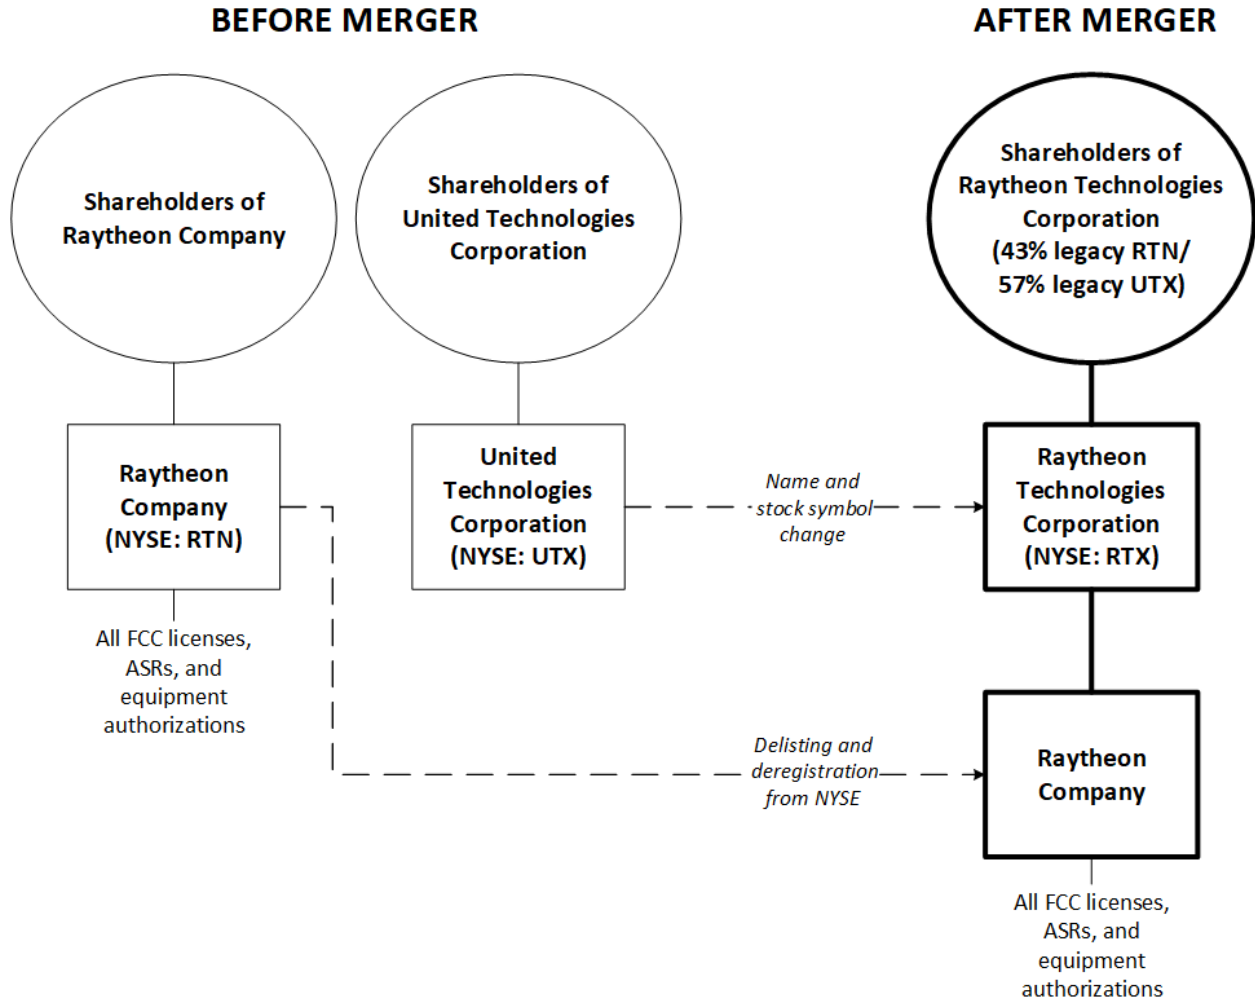 BEFORE MERGER
AFTER MERGER
Shareholders of
Raytheon Company
Shareholders of
United Technologies
Corporation
Shareholders of
Raytheon Technologies
Corporation
(43% legacy RTN/
57% legacy UTX)
Raytheon
Company
(NYSE: RTN)
United
Technologies
Corporation
(NYSE: UTX)
Name and
stock symbol
change
Raytheon
Technologies
Corporation
(NYSE: RTX)
All FCC licenses,
ASRs, and
equipment
authorizations
Delisting and
deregistration
from NYSE
Raytheon
Company
All FCC licenses,
ASRs, and
equipment
authorizations